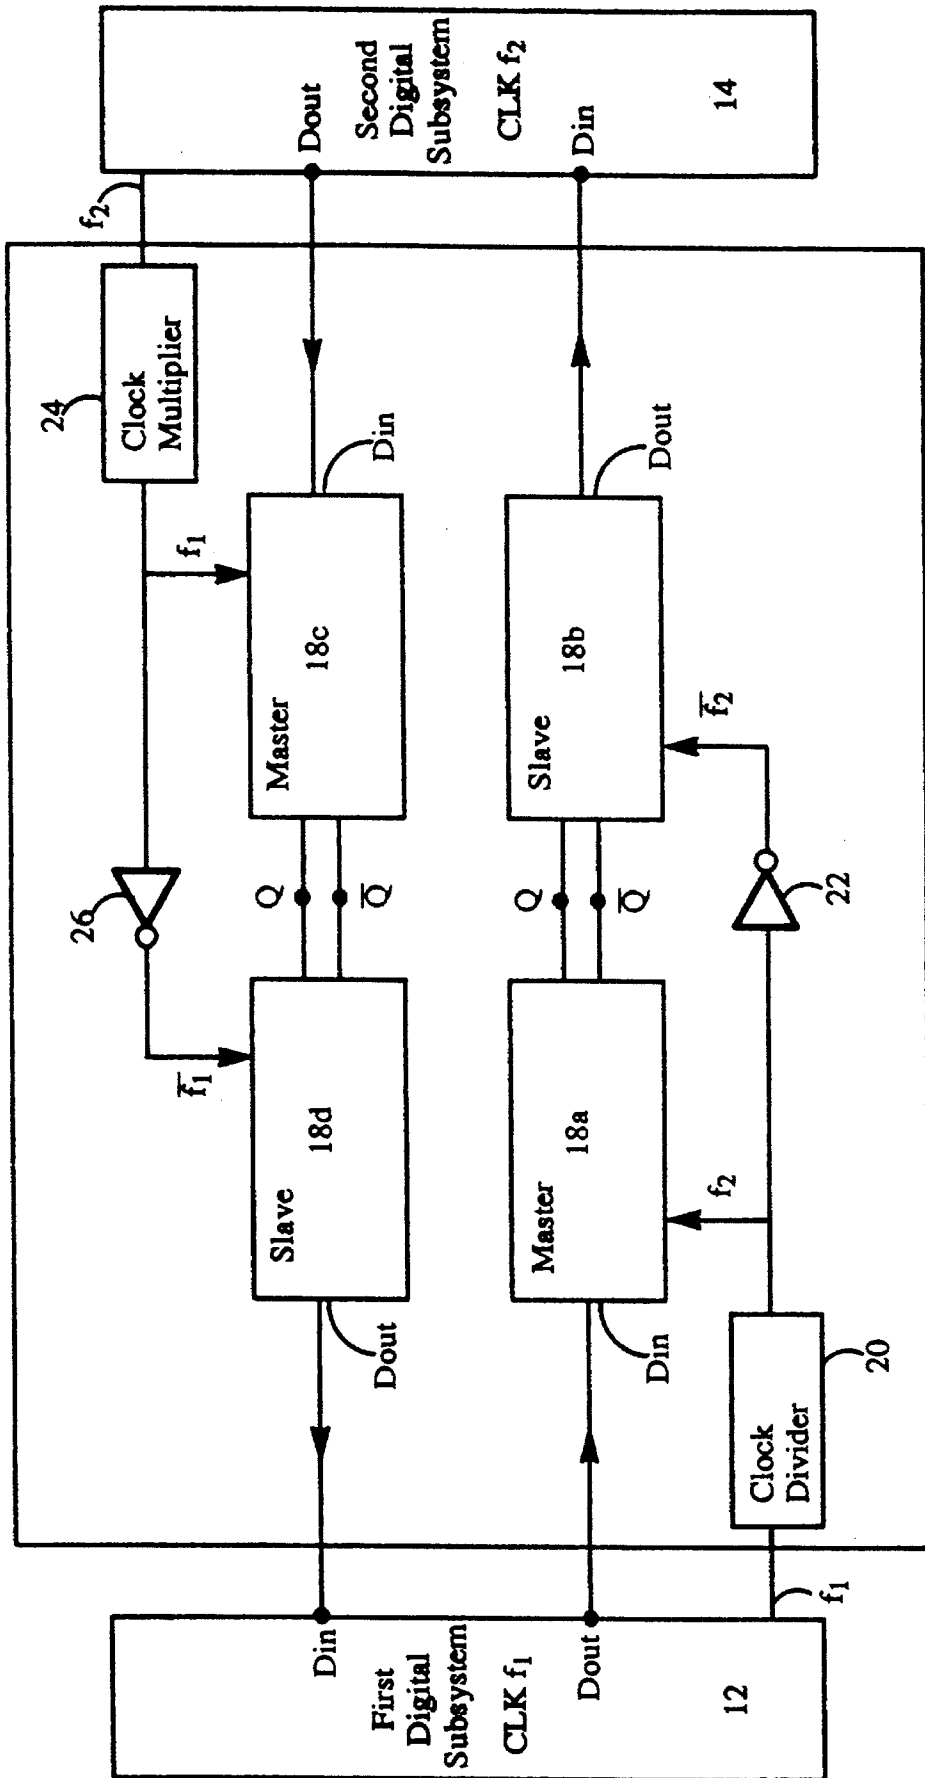 First
Digital
Subsystem
CLK f₁
12
Din
Dout
f₁
Clock
Divider
20
Dout
Din
Slave
18d
Master
18a
f̅₁
f₂
26
Q
Q̅
Q
Q̅
22
Master
18c
Slave
18b
f₁
f̅₂
24
Clock
Multiplier
Din
Dout
f₂
Dout
Din
Second
Digital
Subsystem
CLK f₂
14